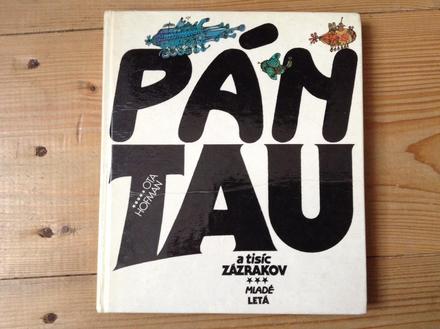 PÁN
TAU
★★★★★ OTA
HOFMAN
a tisíc
ZÁZRAKOV
★★★
MLADÉ
LETÁ